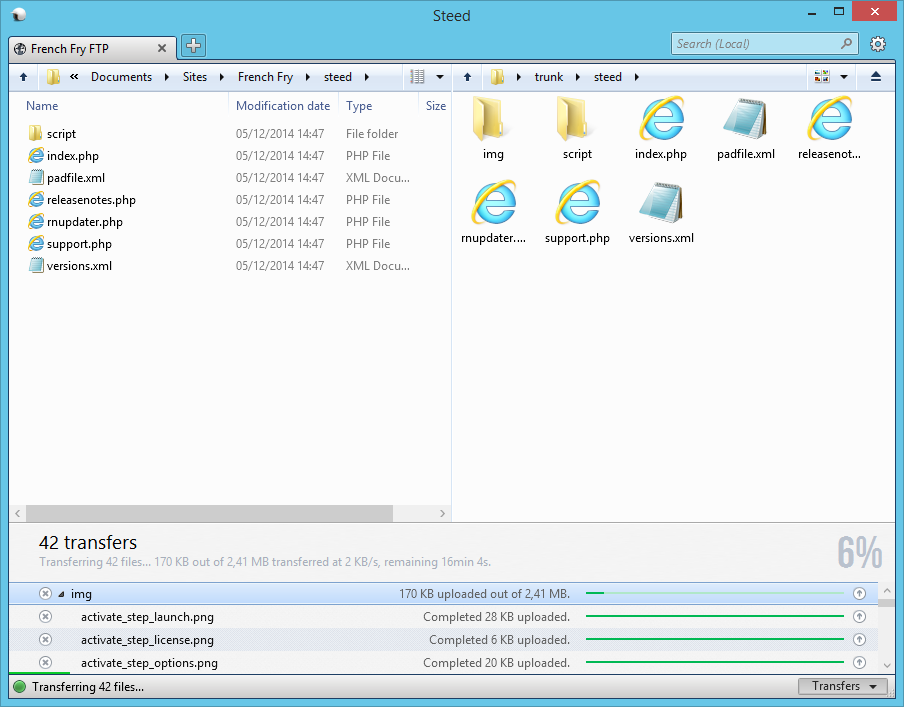 Steed
French Fry FTP
Search (Local)
« Documents Sites French Fry steed
trunk steed
Name Modification date Type Size
script 05/12/2014 14:47 File folder
index.php 05/12/2014 14:47 PHP File
padfile.xml 05/12/2014 14:47 XML Docu...
releasenotes.php 05/12/2014 14:47 PHP File
rnupdater.php 05/12/2014 14:47 PHP File
support.php 05/12/2014 14:47 PHP File
versions.xml 05/12/2014 14:47 XML Docu...
img script index.php padfile.xml releasenot...
rnupdater.... support.php versions.xml
42 transfers
Transferring 42 files... 170 KB out of 2,41 MB transferred at 2 KB/s, remaining 16min 4s.
6%
img 170 KB uploaded out of 2,41 MB.
activate_step_launch.png Completed 28 KB uploaded.
activate_step_license.png Completed 6 KB uploaded.
activate_step_options.png Completed 20 KB uploaded.
Transferring 42 files... Transfers